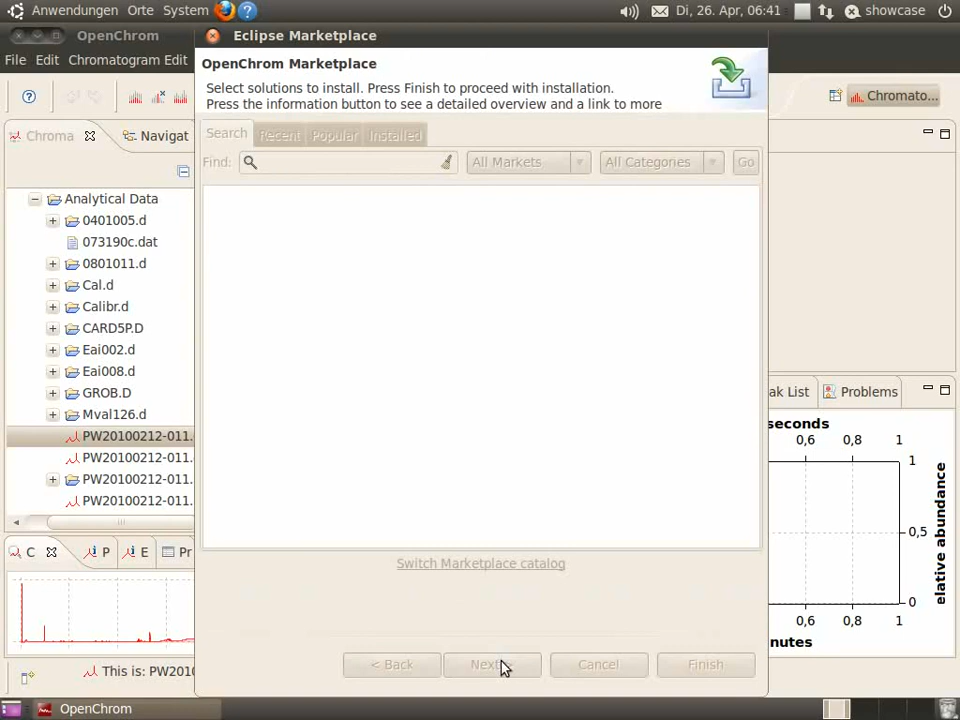 Anwendungen Orte System Di, 26. Apr, 06:41 showcase
OpenChrom
Eclipse Marketplace
File Edit Chromatogram Edit
OpenChrom Marketplace
Select solutions to install. Press Finish to proceed with installation.
Press the information button to see a detailed overview and a link to more
Chromato...
Search Recent Popular Installed
Chroma Navigat
Find: All Markets All Categories Go
Analytical Data
0401005.d
073190c.dat
0801011.d
Cal.d
Calibr.d
CARD5P.D
Eai002.d
Eai008.d
GROB.D
Mval126.d
PW20100212-011.
PW20100212-011.
PW20100212-011.
PW20100212-011.
ak List Problems
seconds
0,6 0,8 1
1
0,5
0
elative abundance
0,6 0,8 1
nutes
C P E Pr
Switch Marketplace catalog
< Back Next Cancel Finish
This is: PW2010
OpenChrom